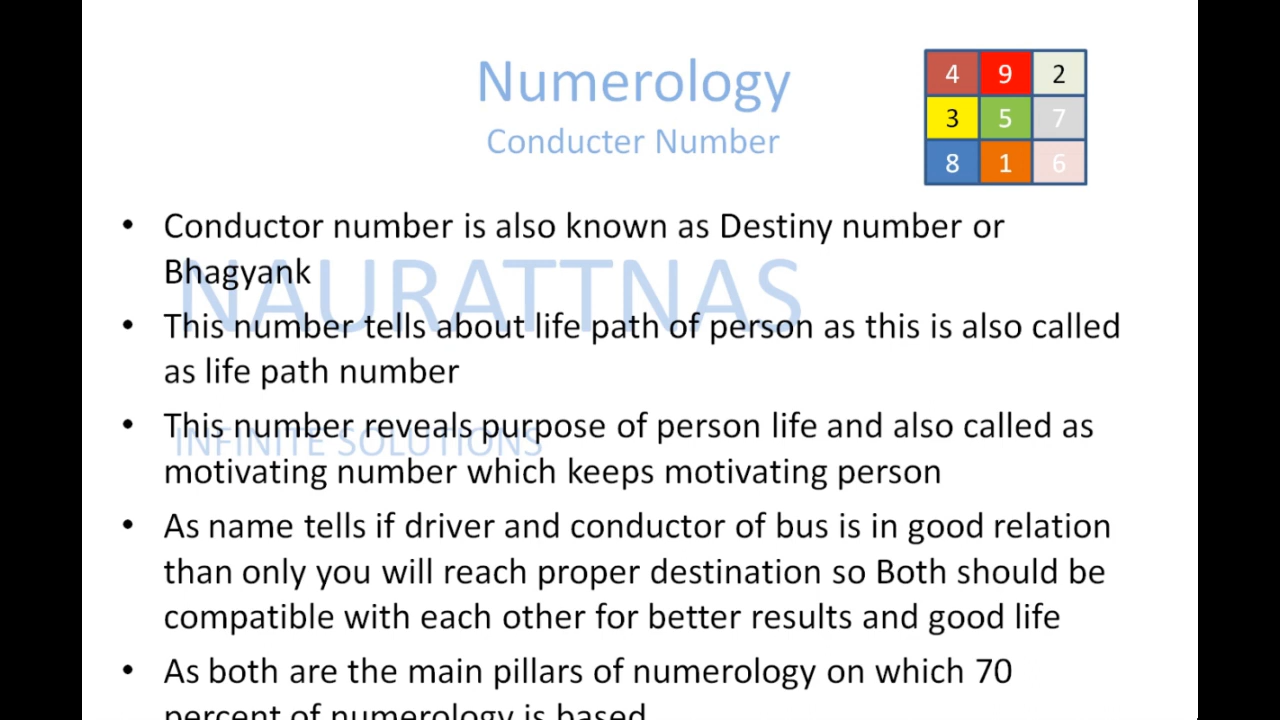 Numerology
Conducter Number
4 9 2
3 5 7
8 1 6
• Conductor number is also known as Destiny number or
Bhagyank
NAURATTNAS
• This number tells about life path of person as this is also called
as life path number
• This number reveals purpose of person life and also called as
INFINITE SOLUTIONS
motivating number which keeps motivating person
• As name tells if driver and conductor of bus is in good relation
than only you will reach proper destination so Both should be
compatible with each other for better results and good life
• As both are the main pillars of numerology on which 70
percent of numerology is based